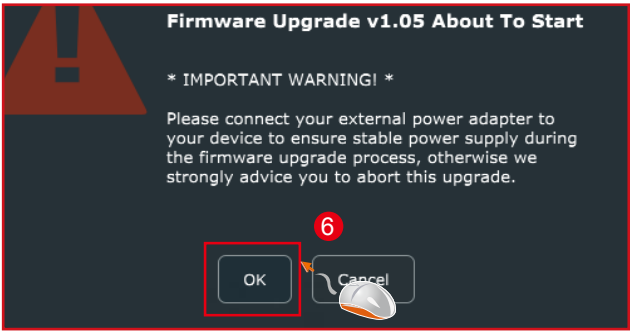 Firmware Upgrade v1.05 About To Start
* IMPORTANT WARNING! *
Please connect your external power adapter to
your device to ensure stable power supply during
the firmware upgrade process, otherwise we
strongly advice you to abort this upgrade.
6
OK
Cancel